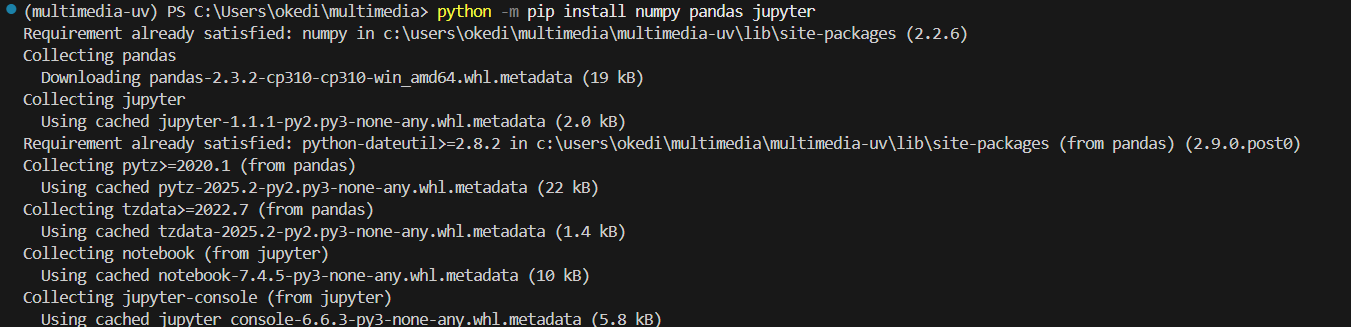 (multimedia-uv) PS C:\Users\okedi\multimedia> python -m pip install numpy pandas jupyter
Requirement already satisfied: numpy in c:\users\okedi\multimedia\multimedia-uv\lib\site-packages (2.2.6)
Collecting pandas
  Downloading pandas-2.3.2-cp310-cp310-win_amd64.whl.metadata (19 kB)
Collecting jupyter
  Using cached jupyter-1.1.1-py2.py3-none-any.whl.metadata (2.0 kB)
Requirement already satisfied: python-dateutil>=2.8.2 in c:\users\okedi\multimedia\multimedia-uv\lib\site-packages (from pandas) (2.9.0.post0)
Collecting pytz>=2020.1 (from pandas)
  Using cached pytz-2025.2-py2.py3-none-any.whl.metadata (22 kB)
Collecting tzdata>=2022.7 (from pandas)
  Using cached tzdata-2025.2-py2.py3-none-any.whl.metadata (1.4 kB)
Collecting notebook (from jupyter)
  Using cached notebook-7.4.5-py3-none-any.whl.metadata (10 kB)
Collecting jupyter-console (from jupyter)
  Using cached jupyter_console-6.6.3-py3-none-any.whl.metadata (5.8 kB)